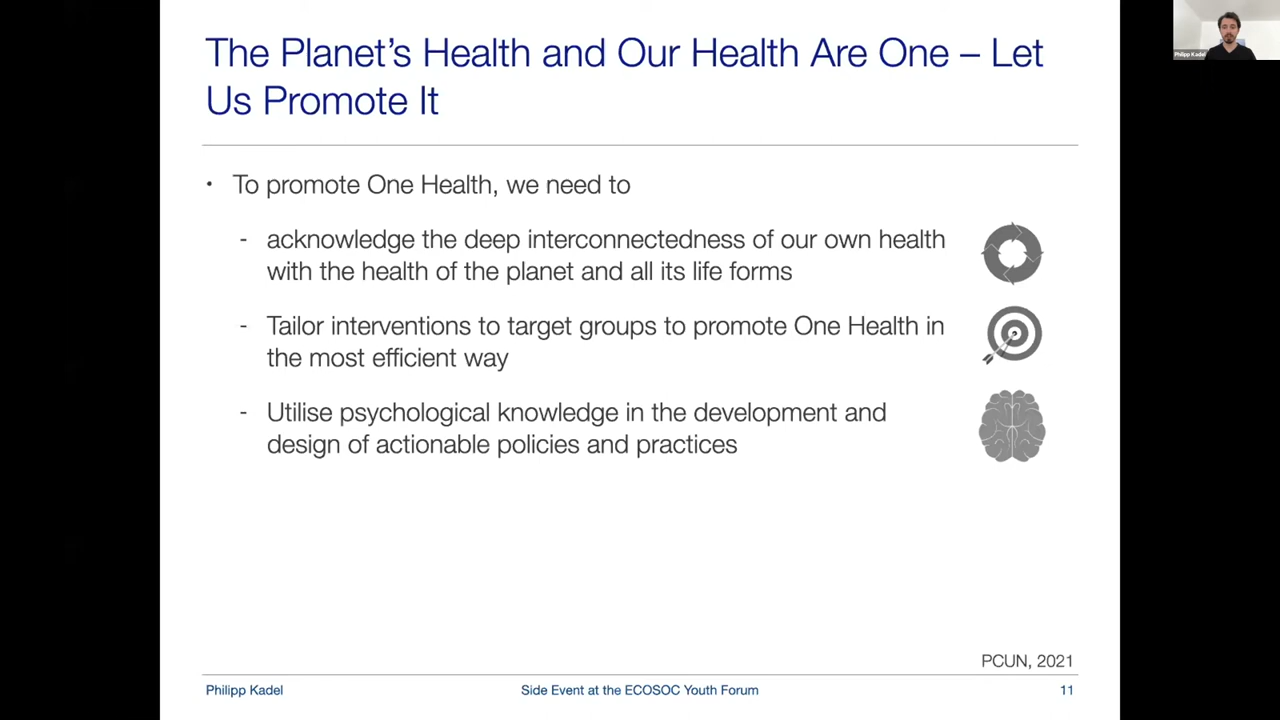 The Planet's Health and Our Health Are One – Let
Us Promote It
• To promote One Health, we need to
- acknowledge the deep interconnectedness of our own health
with the health of the planet and all its life forms
- Tailor interventions to target groups to promote One Health in
the most efficient way
- Utilise psychological knowledge in the development and
design of actionable policies and practices
PCUN, 2021
Philipp Kadel
Side Event at the ECOSOC Youth Forum
11
Philipp Kadel